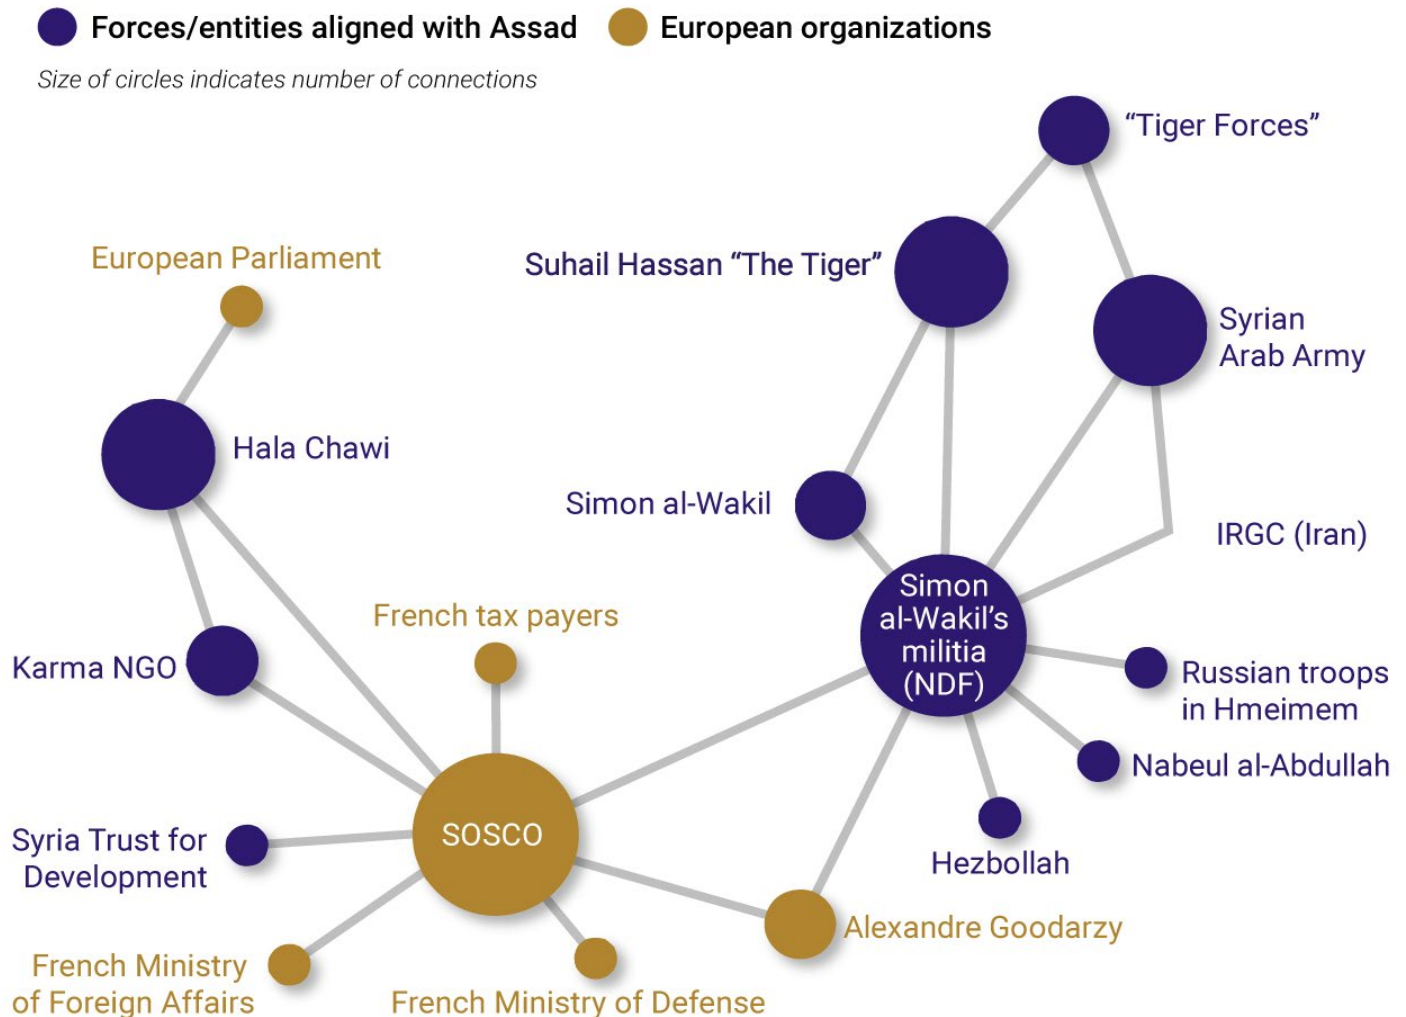 Forces/entities aligned with Assad
European organizations
Size of circles indicates number of connections
“Tiger Forces”
European Parliament
Suhail Hassan “The Tiger”
Syrian
Arab Army
Hala Chawi
Simon al-Wakil
IRGC (Iran)
Simon
al-Wakil’s
militia
(NDF)
French tax payers
Karma NGO
Russian troops
in Hmeimem
Nabeul al-Abdullah
SOSCO
Syria Trust for
Development
Hezbollah
Alexandre Goodarzy
French Ministry
of Foreign Affairs
French Ministry of Defense